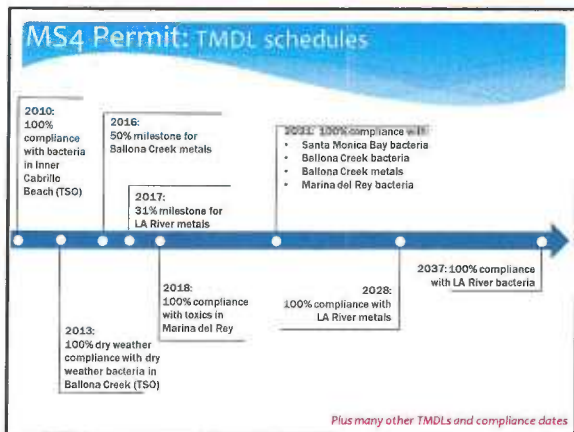 MS4 Permit: TMDL schedules
2010:
100%
compliance
with bacteria
in Inner
Cabrillo
Beach (TSO)
2016:
50% milestone for
Ballona Creek metals
2017:
31% milestone for
LA River metals
2021: 100% compliance with
• Santa Monica Bay bacteria
• Ballona Creek bacteria
• Ballona Creek metals
• Marina del Rey bacteria
2013:
100% dry weather
compliance with dry
weather bacteria in
Ballona Creek (TSO)
2018:
100% compliance
with toxics in
Marina del Rey
2028:
100% compliance with
LA River metals
2037: 100% compliance
with LA River bacteria
Plus many other TMDLs and compliance dates